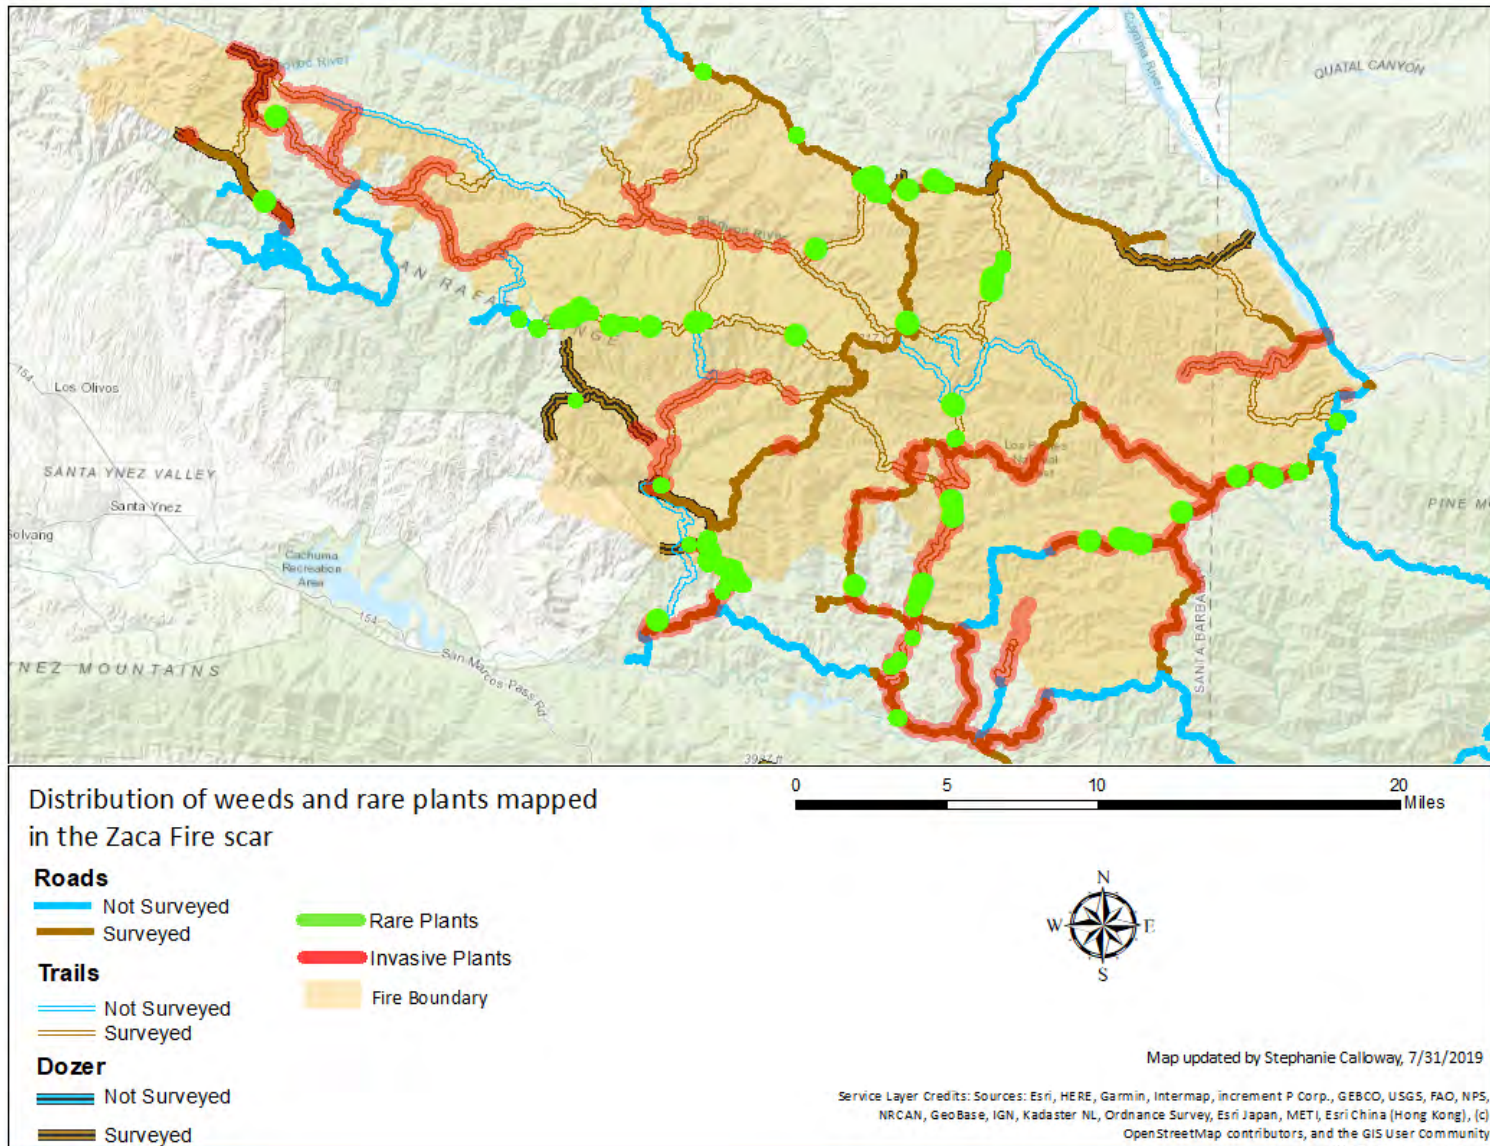 QUATAL CANYON
Los Olivos
154
SANTA YNEZ VALLEY
Santa Ynez
Solvang
Cachuma
Recreation
Area
154
San Marcos Pass Rd
YNEZ MOUNTAINS
SANTA BARBA
PINE M
3987 ft
Distribution of weeds and rare plants mapped
in the Zaca Fire scar
0 5 10 20
Miles
Roads
Not Surveyed
Surveyed
Trails
Not Surveyed
Surveyed
Dozer
Not Surveyed
Surveyed
Rare Plants
Invasive Plants
Fire Boundary
N
W E
S
Map updated by Stephanie Calloway, 7/31/2019
Service Layer Credits: Sources: Esri, HERE, Garmin, Intermap, increment P Corp., GEBCO, USGS, FAO, NPS,
NRCAN, GeoBase, IGN, Kadaster NL, Ordnance Survey, Esri Japan, METI, Esri China (Hong Kong), (c)
OpenStreetMap contributors, and the GIS User Community